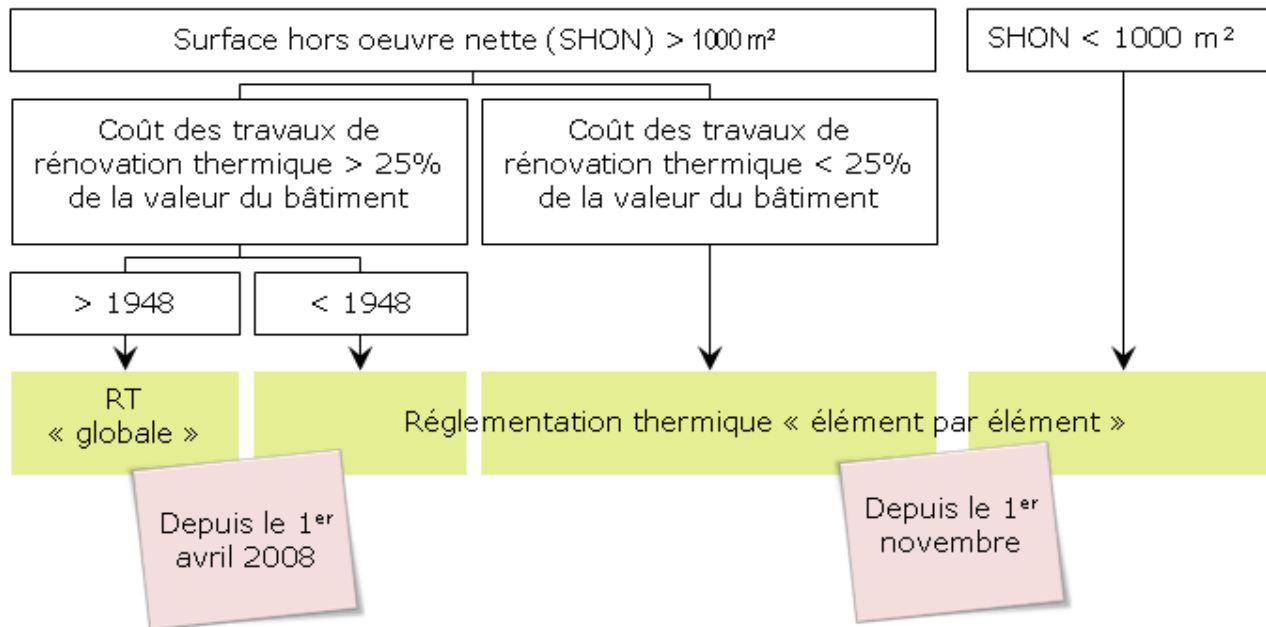 Surface hors oeuvre nette (SHON) > 1000 m²
SHON < 1000 m²
Coût des travaux de
rénovation thermique > 25%
de la valeur du bâtiment
Coût des travaux de
rénovation thermique < 25%
de la valeur du bâtiment
> 1948
< 1948
RT
« globale »
Réglementation thermique « élément par élément »
Depuis le 1er
avril 2008
Depuis le 1er
novembre